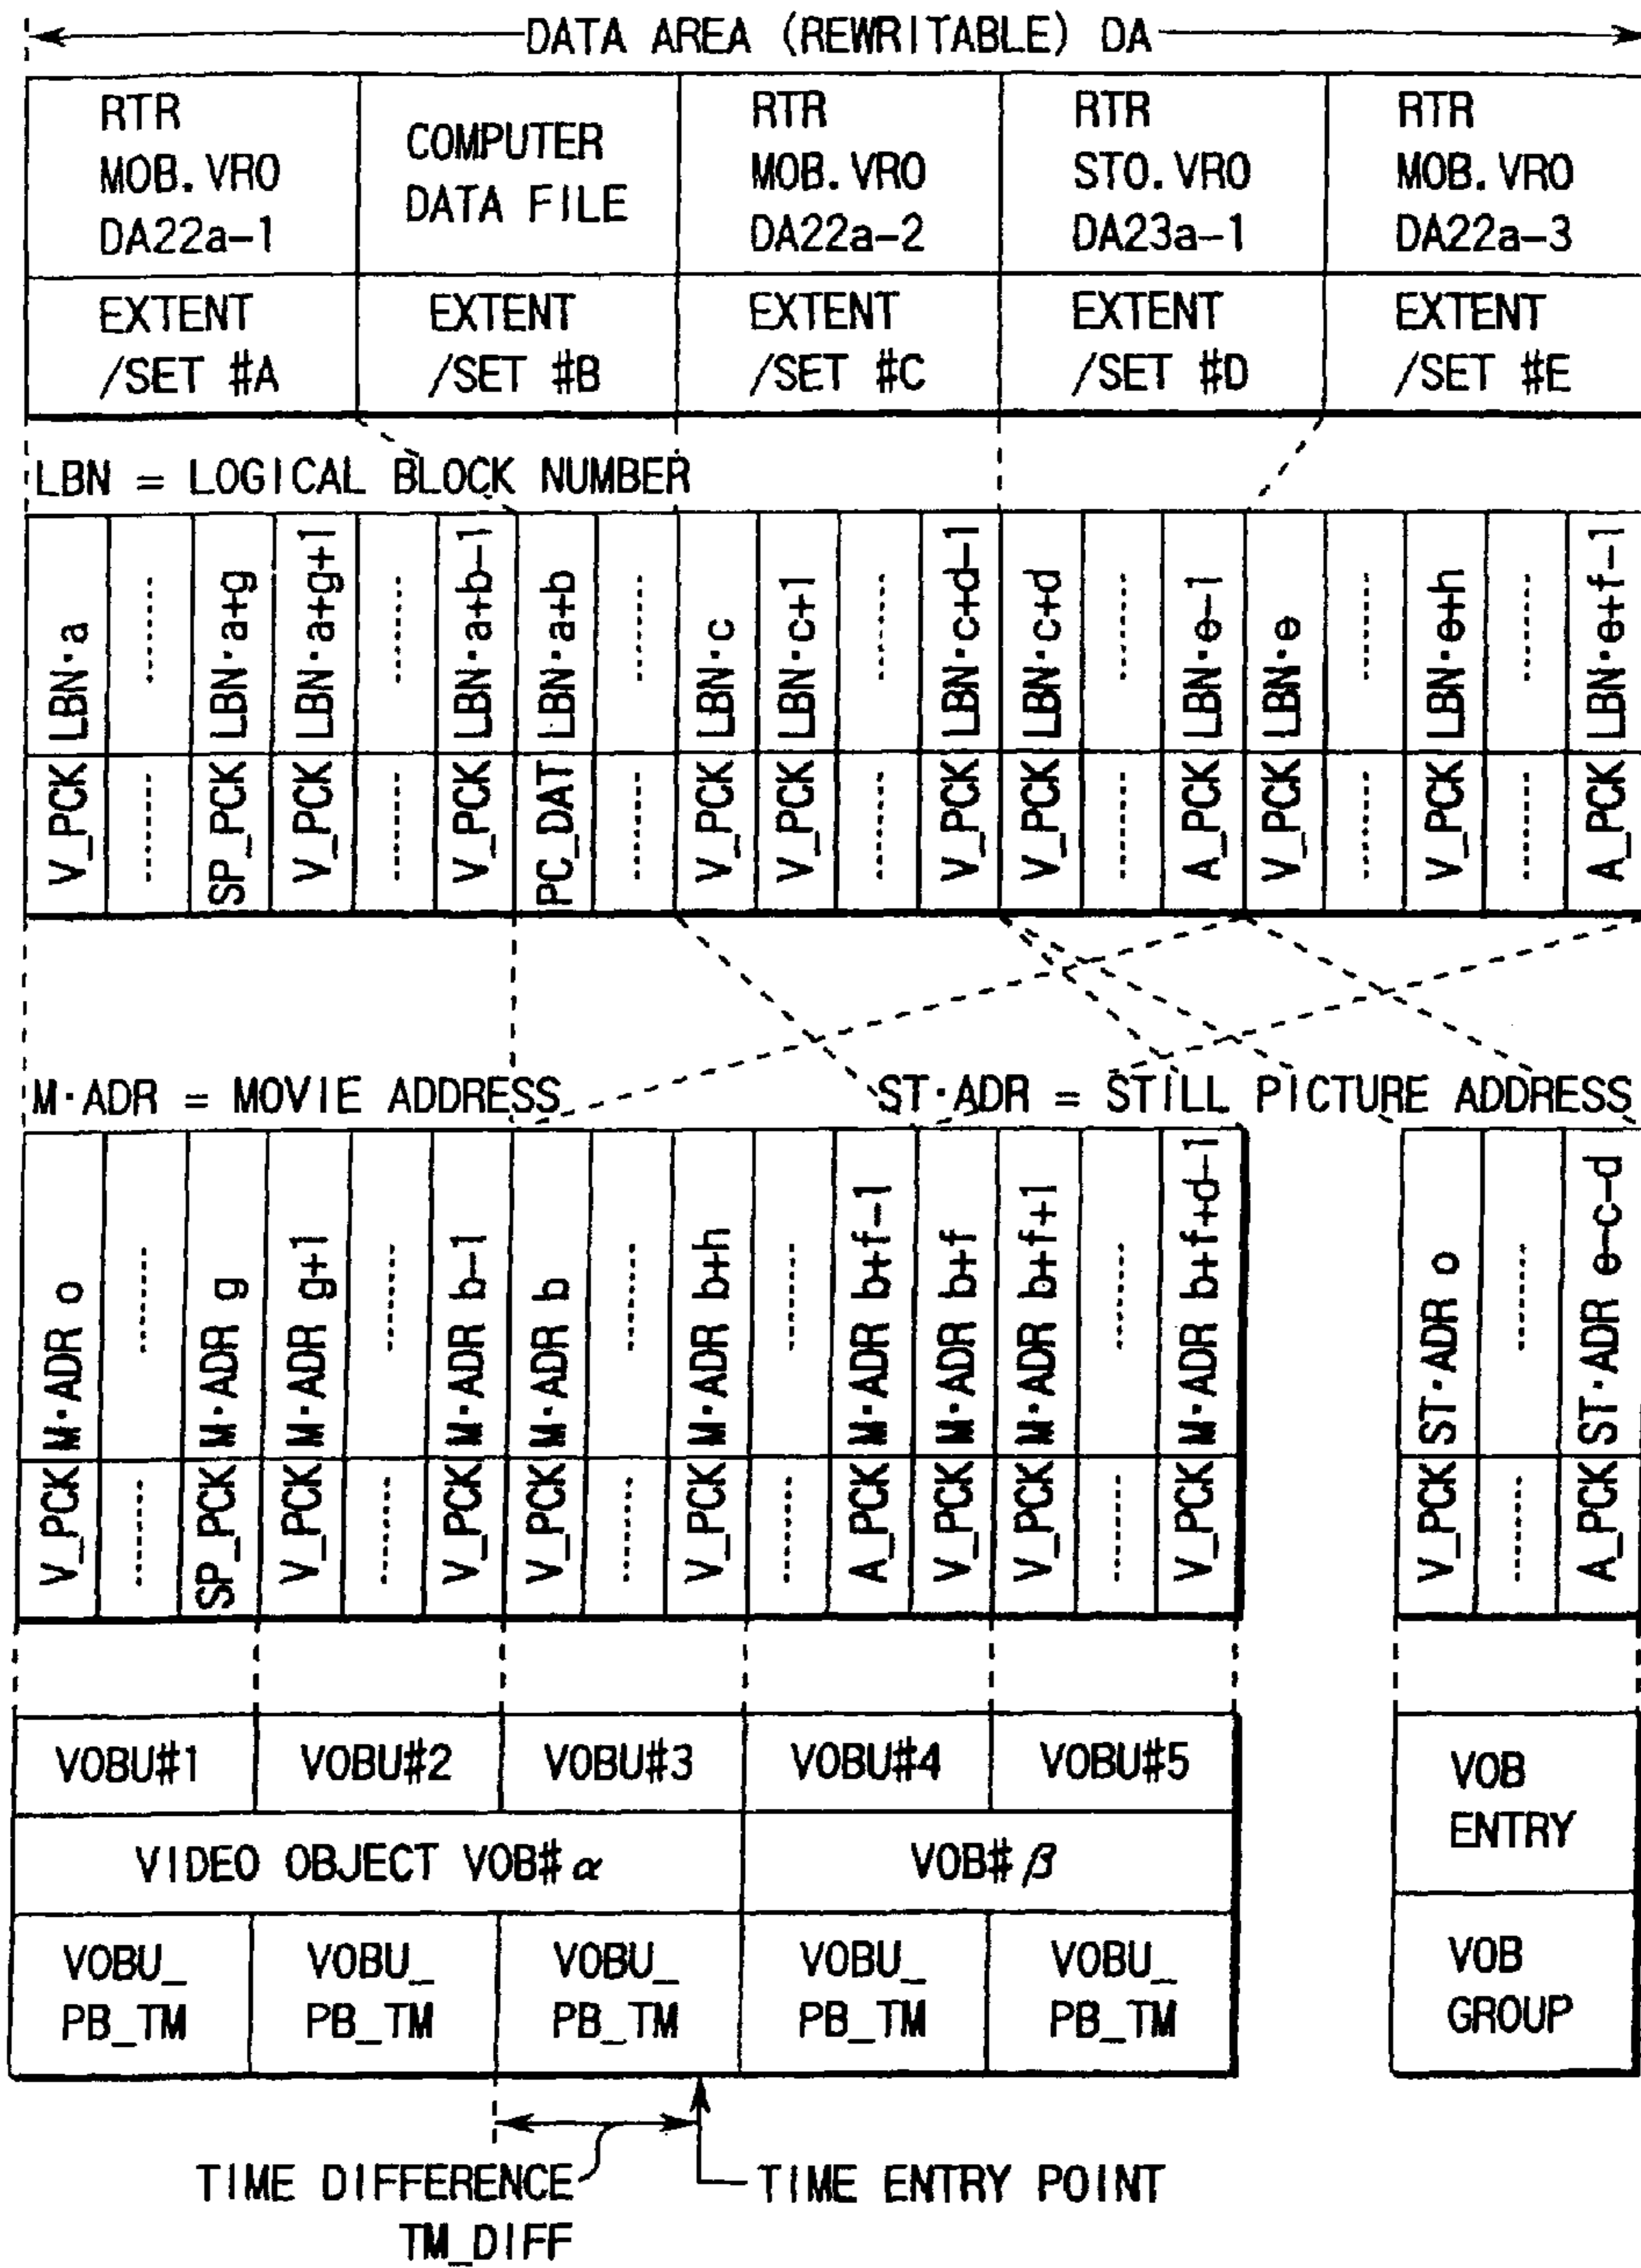 DATA AREA (REWRITABLE) DA
RTR
MOB.VRO
DA22a-1
COMPUTER
DATA FILE
RTR
MOB.VRO
DA22a-2
RTR
STO.VRO
DA23a-1
RTR
MOB.VRO
DA22a-3
EXTENT
/SET #A
EXTENT
/SET #B
EXTENT
/SET #C
EXTENT
/SET #D
EXTENT
/SET #E
LBN = LOGICAL BLOCK NUMBER
V_PCK LBN·a
SP_PCK LBN·a+g
V_PCK LBN·a+g+1
V_PCK LBN·a+b-1
PC_DAT LBN·a+b
V_PCK LBN·c
V_PCK LBN·c+1
V_PCK LBN·c+d-1
V_PCK LBN·c+d
A_PCK LBN·e-1
V_PCK LBN·e
V_PCK LBN·e+h
A_PCK LBN·e+f-1
M·ADR = MOVIE ADDRESS
ST·ADR = STILL PICTURE ADDRESS
V_PCK M·ADR o
SP_PCK M·ADR g
V_PCK M·ADR g+1
V_PCK M·ADR b-1
V_PCK M·ADR b
V_PCK M·ADR b+h
A_PCK M·ADR b+f-1
V_PCK M·ADR b+f
V_PCK M·ADR b+f+1
V_PCK M·ADR b+f+d-1
V_PCK ST·ADR o
A_PCK ST·ADR e-c-d
VOBU#1
VOBU#2
VOBU#3
VOBU#4
VOBU#5
VOB
ENTRY
VIDEO OBJECT VOB#α
VOB#β
VOBU_
PB_TM
VOBU_
PB_TM
VOBU_
PB_TM
VOBU_
PB_TM
VOBU_
PB_TM
VOB
GROUP
TIME DIFFERENCE
TM_DIFF
TIME ENTRY POINT